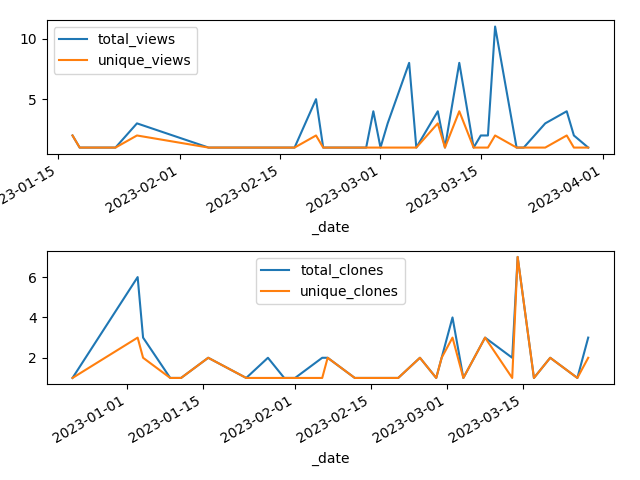 10
5
total_views
unique_views
2023-01-15
2023-02-01
2023-02-15
2023-03-01
2023-03-15
2023-04-01
_date
6
4
2
total_clones
unique_clones
2023-01-01
2023-01-15
2023-02-01
2023-02-15
2023-03-01
2023-03-15
_date